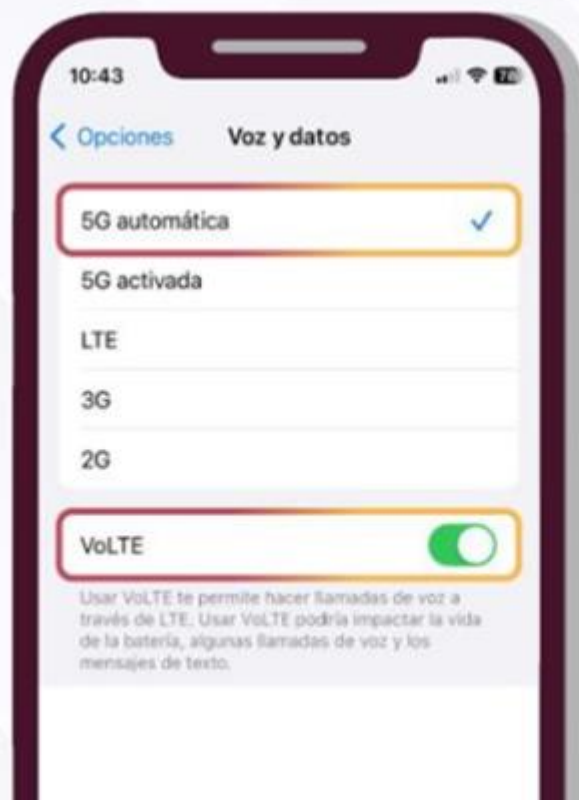 10:43
78
Opciones
Voz y datos
5G automática
5G activada
LTE
3G
2G
VoLTE
Usar VoLTE te permite hacer llamadas de voz a
través de LTE. Usar VoLTE podría impactar la vida
de la batería, algunas llamadas de voz y los
mensajes de texto.